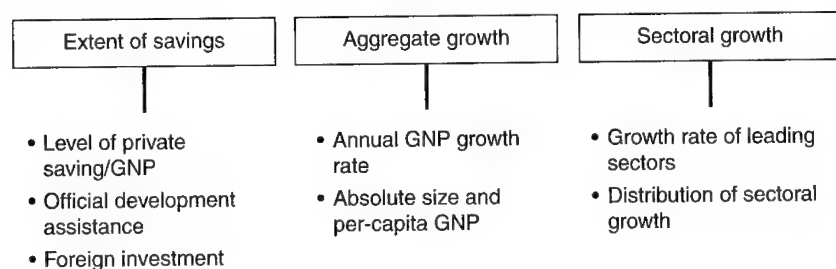 Extent of savings
Aggregate growth
Sectoral growth
• Level of private
saving/GNP
• Official development
assistance
• Foreign investment
• Annual GNP growth
rate
• Absolute size and
per-capita GNP
• Growth rate of leading
sectors
• Distribution of sectoral
growth